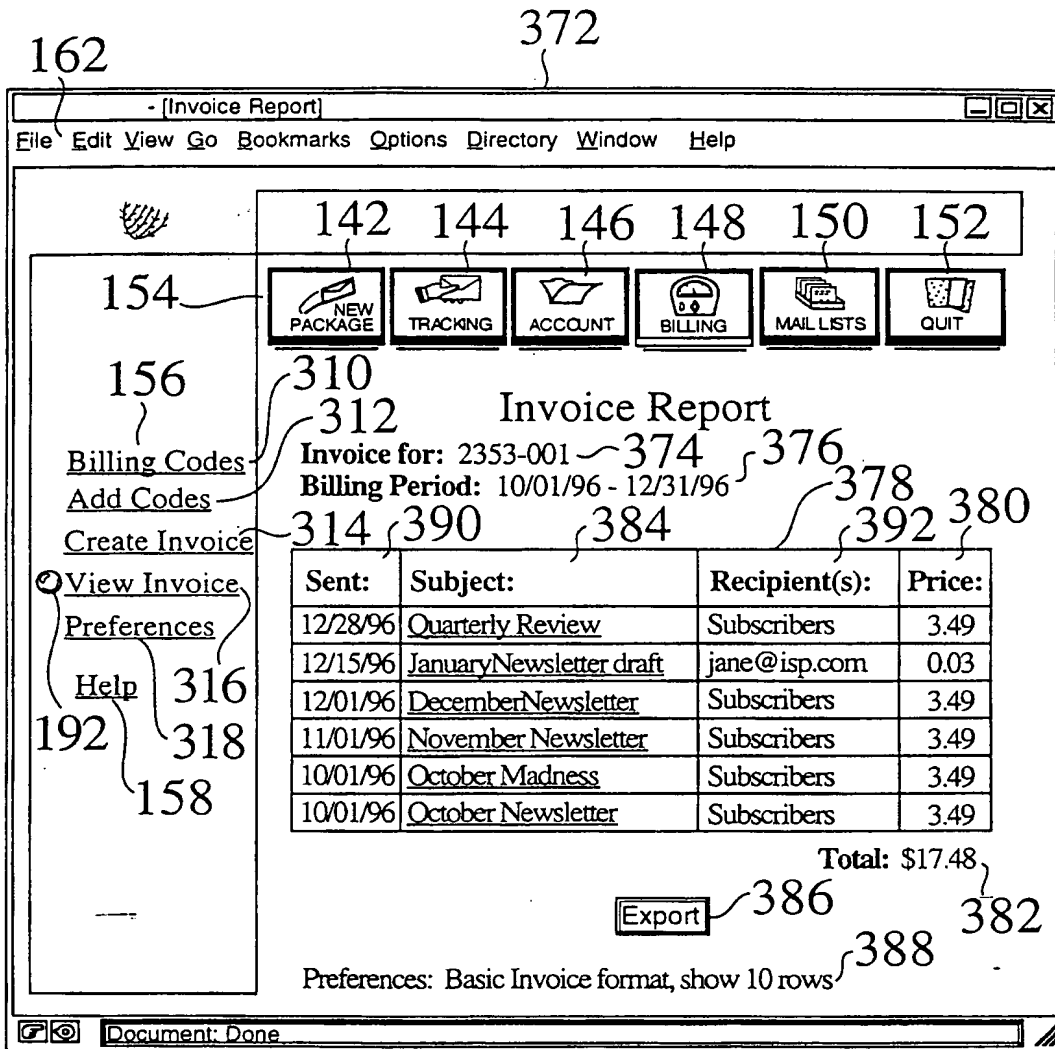 372
162
- [Invoice Report]
File Edit View Go Bookmarks Options Directory Window Help
142 144 146 148 150 152
154
NEW PACKAGE
TRACKING
ACCOUNT
BILLING
MAIL LISTS
QUIT
156
310
312
Invoice Report
Invoice for: 2353-001 374 376
Billing Period: 10/01/96 - 12/31/96
Billing Codes
Add Codes
Create Invoice
View Invoice
Preferences
Help
314 390 384 378 392 380
Sent: Subject: Recipient(s): Price:
12/28/96 Quarterly Review Subscribers 3.49
12/15/96 JanuaryNewsletter draft jane@isp.com 0.03
12/01/96 DecemberNewsletter Subscribers 3.49
11/01/96 November Newsletter Subscribers 3.49
10/01/96 October Madness Subscribers 3.49
10/01/96 October Newsletter Subscribers 3.49
316
192 318
158
Total: $17.48
382
Export 386
388
Preferences: Basic Invoice format, show 10 rows
Document: Done